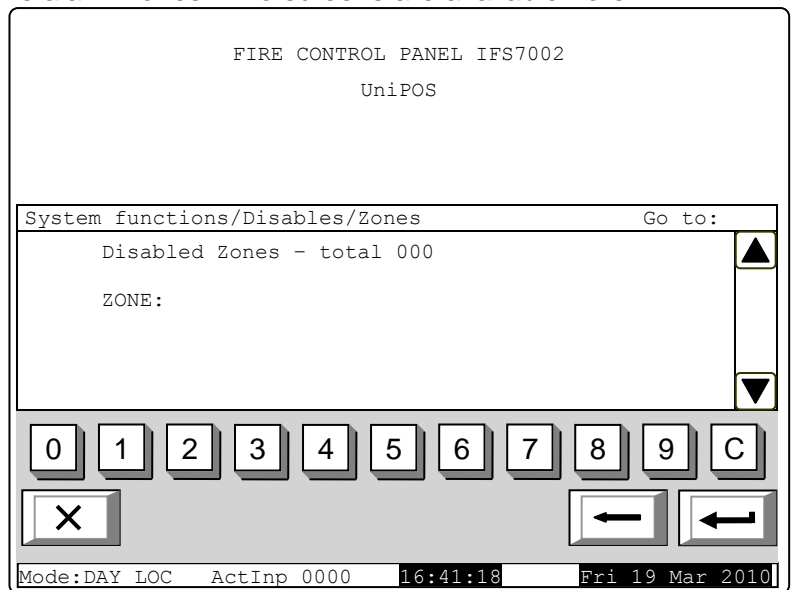 FIRE CONTROL PANEL IFS7002
UniPOS
System functions/Disables/Zones Go to:
Disabled Zones - total 000
ZONE:
0 1 2 3 4 5 6 7 8 9 C
Mode:DAY LOC ActInp 0000 16:41:18 Fri 19 Mar 2010